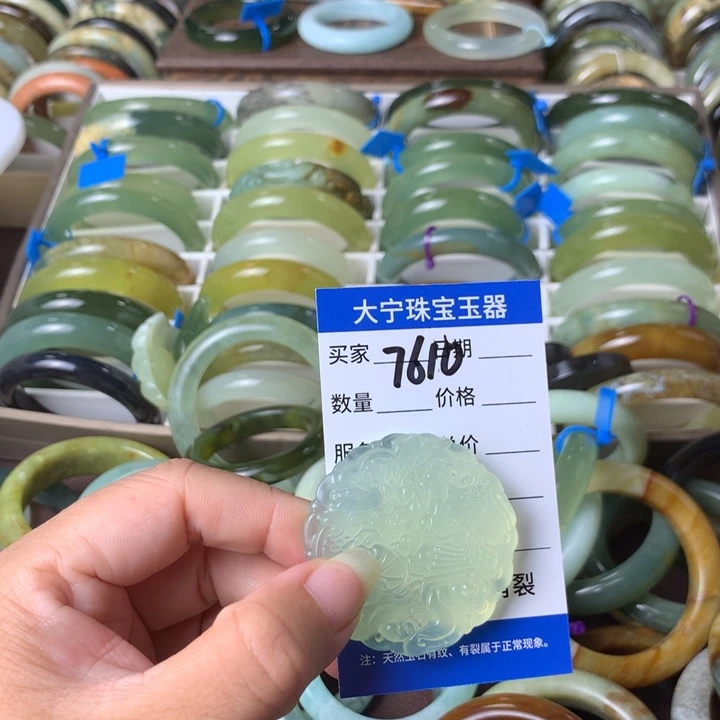 大宁珠宝玉器
买家 7610 日期
数量 价格
裂
注：天然玉石有纹、有裂属于正常现象。